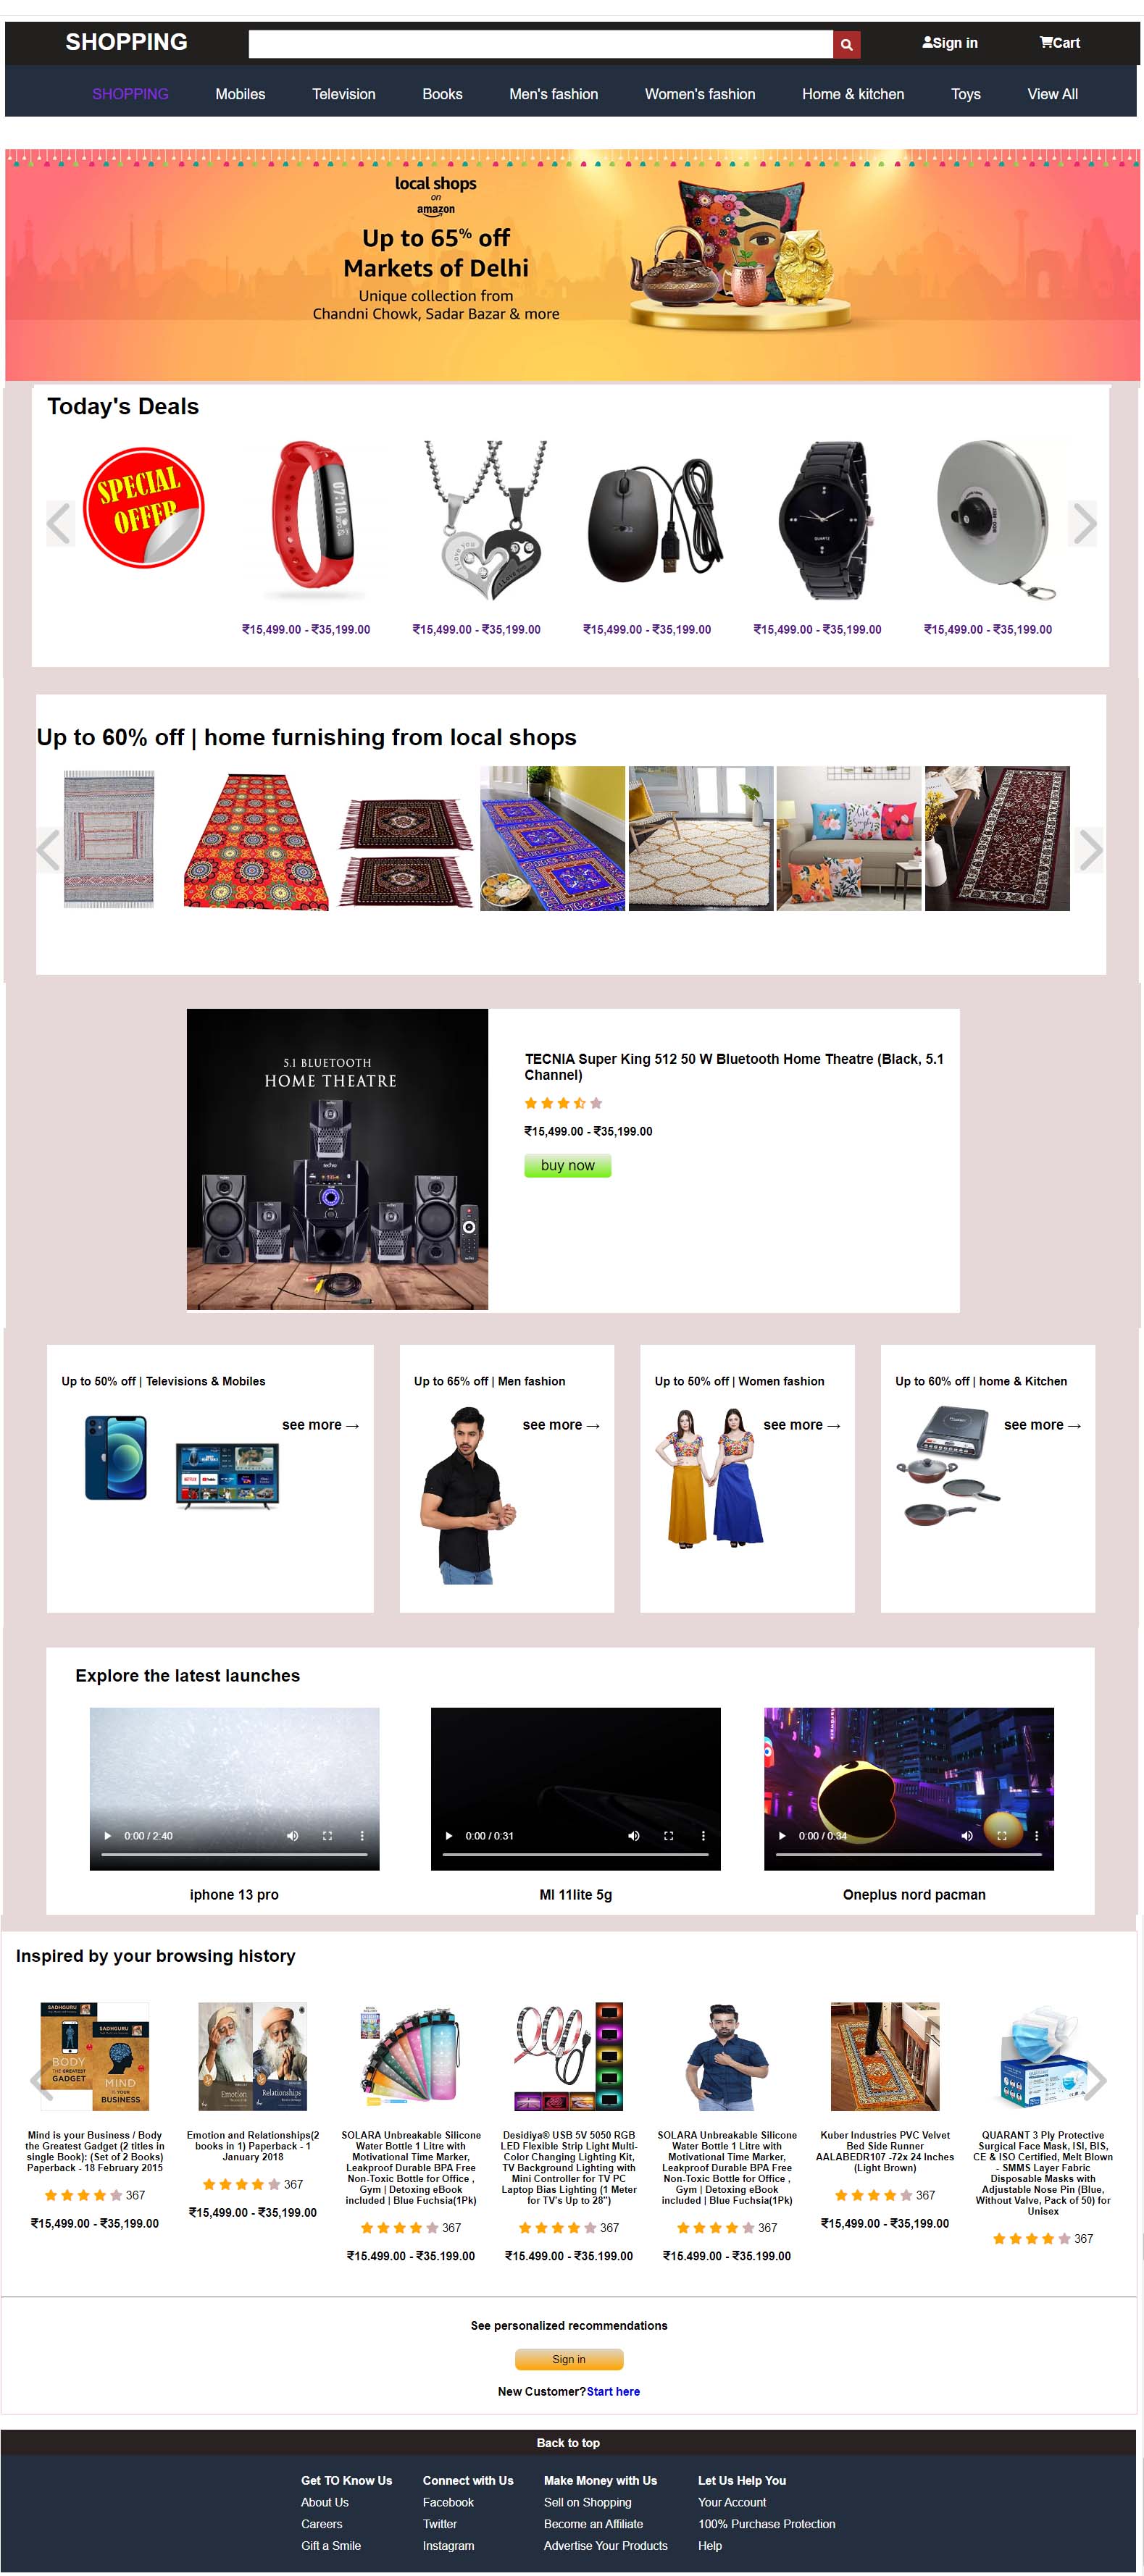 SHOPPING
Sign in
Cart
SHOPPING Mobiles Television Books Men's fashion Women's fashion Home & kitchen Toys View All
local shops
on
amazon
Up to 65% off
Markets of Delhi
Unique collection from
Chandni Chowk, Sadar Bazar & more
Today's Deals
SPECIAL
OFFER
QUARTZ
₹15,499.00 - ₹35,199.00
₹15,499.00 - ₹35,199.00
₹15,499.00 - ₹35,199.00
₹15,499.00 - ₹35,199.00
₹15,499.00 - ₹35,199.00
Up to 60% off | home furnishing from local shops
5.1 BLUETOOTH
HOME THEATRE
TECNIA Super King 512 50 W Bluetooth Home Theatre (Black, 5.1
Channel)
₹15,499.00 - ₹35,199.00
buy now
Up to 50% off | Televisions & Mobiles
see more →
Up to 65% off | Men fashion
see more →
Up to 50% off | Women fashion
see more →
Up to 60% off | home & Kitchen
see more →
Explore the latest launches
0:00 / 2:40
0:00 / 0:31
0:00 / 0:34
iphone 13 pro
MI 11lite 5g
Oneplus nord pacman
Inspired by your browsing history
SADHGURU
SADHGURU
BODY
THE GREATEST
GADGET
MIND
IS YOUR
BUSINESS
Emotion
Relationships
Mind is your Business / Body
the Greatest Gadget (2 titles in
single Book): (Set of 2 Books)
Paperback - 18 February 2015
367
₹15,499.00 - ₹35,199.00
Emotion and Relationships(2
books in 1) Paperback - 1
January 2018
367
₹15,499.00 - ₹35,199.00
SOLARA Unbreakable Silicone
Water Bottle 1 Litre with
Motivational Time Marker,
Leakproof Durable BPA Free
Non-Toxic Bottle for Office ,
Gym | Detoxing eBook
included | Blue Fuchsia(1Pk)
367
₹15,499.00 - ₹35,199.00
Desidiya® USB 5V 5050 RGB
LED Flexible Strip Light Multi-
Color Changing Lighting Kit,
TV Background Lighting with
Mini Controller for TV PC
Laptop Bias Lighting (1 Meter
for TV's Up to 28")
367
₹15,499.00 - ₹35,199.00
SOLARA Unbreakable Silicone
Water Bottle 1 Litre with
Motivational Time Marker,
Leakproof Durable BPA Free
Non-Toxic Bottle for Office ,
Gym | Detoxing eBook
included | Blue Fuchsia(1Pk)
367
₹15,499.00 - ₹35,199.00
Kuber Industries PVC Velvet
Bed Side Runner
AALABEDR107 -72x 24 Inches
(Light Brown)
367
₹15,499.00 - ₹35,199.00
QUARANT 3 Ply Protective
Surgical Face Mask, ISI, BIS,
CE & ISO Certified, Melt Blown
- SMMS Layer Fabric
Disposable Masks with
Adjustable Nose Pin (Blue,
Without Valve, Pack of 50) for
Unisex
367
See personalized recommendations
Sign in
New Customer?Start here
Back to top
Get TO Know Us
About Us
Careers
Gift a Smile
Connect with Us
Facebook
Twitter
Instagram
Make Money with Us
Sell on Shopping
Become an Affiliate
Advertise Your Products
Let Us Help You
Your Account
100% Purchase Protection
Help